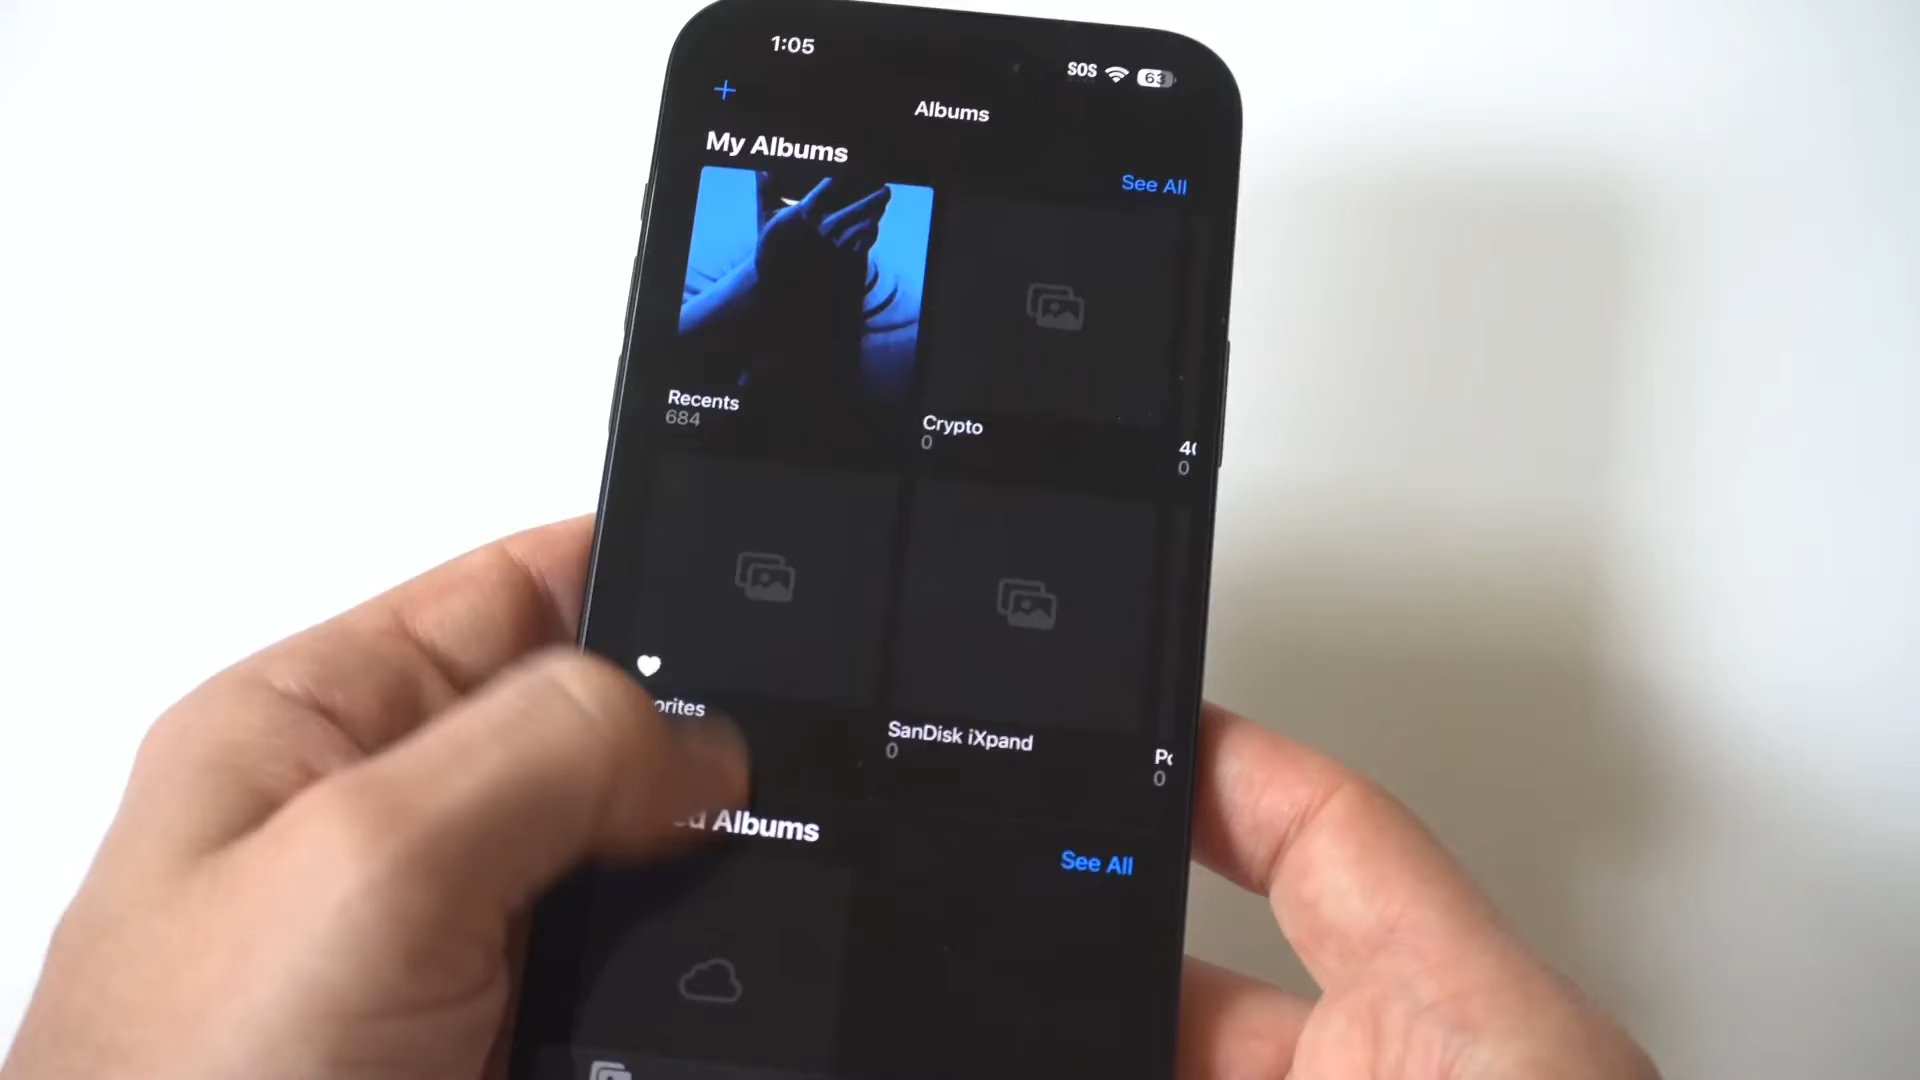 1:05
SOS
63
Albums
My Albums
See All
Recents
684
Crypto
0
0
SanDisk iXpand
0
0
Albums
See All